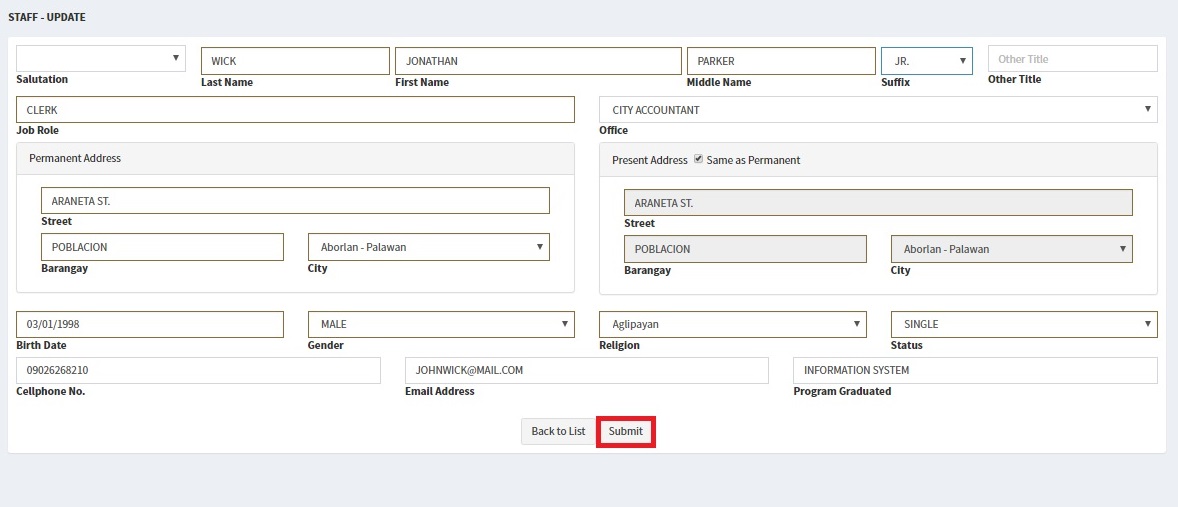 STAFF - UPDATE
WICK JONATHAN PARKER JR. Other Title
Salutation Last Name First Name Middle Name Suffix Other Title
CLERK CITY ACCOUNTANT
Job Role Office
Permanent Address Present Address Same as Permanent
ARANETA ST. ARANETA ST.
Street Street
POBLACION Aborlan - Palawan POBLACION Aborlan - Palawan
Barangay City Barangay City
03/01/1998 MALE Aglipayan SINGLE
Birth Date Gender Religion Status
09026268210 JOHNWICK@MAIL.COM INFORMATION SYSTEM
Cellphone No. Email Address Program Graduated
Back to List Submit